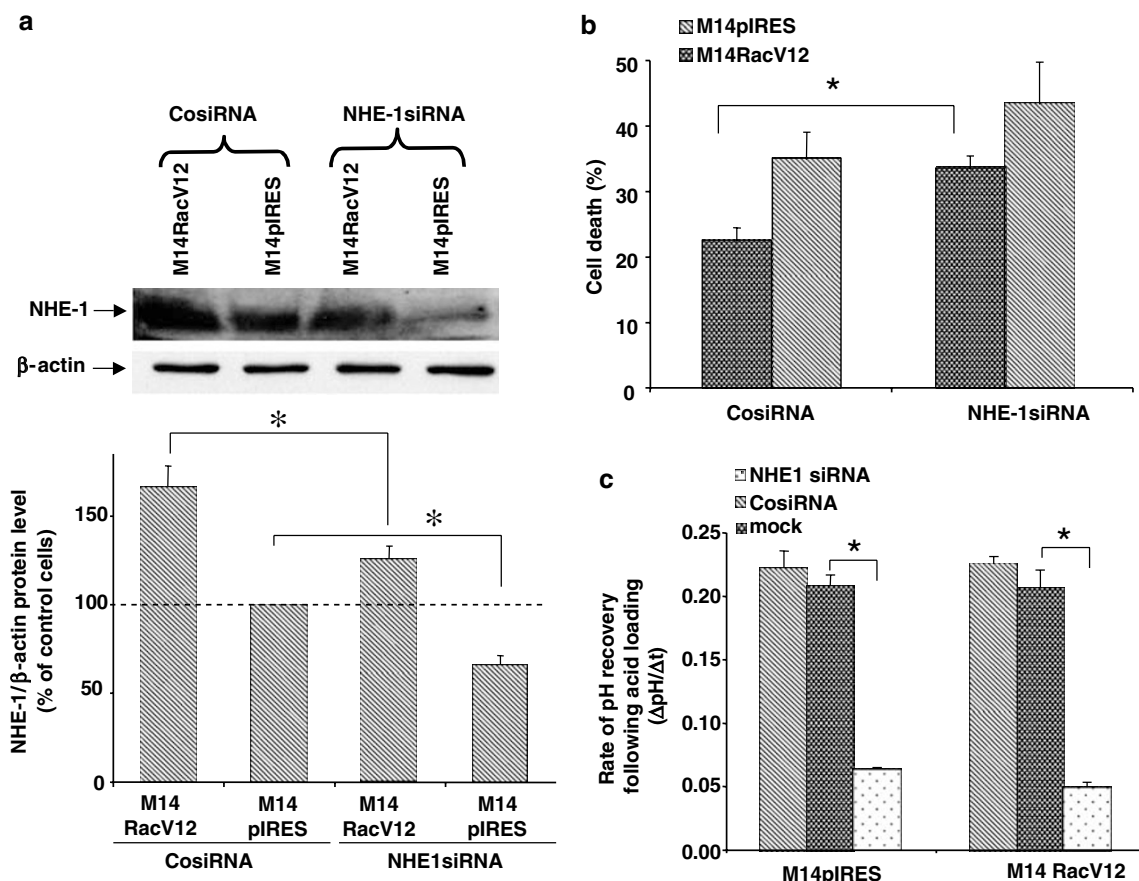 a
CosiRNA
NHE-1siRNA
M14RacV12
M14pIRES
M14RacV12
M14pIRES
NHE-1
β-actin
*
*
NHE-1/β-actin protein level
(% of control cells)
150
100
50
0
M14
RacV12
M14
pIRES
M14
RacV12
M14
pIRES
CosiRNA
NHE1siRNA
b
M14pIRES
M14RacV12
*
Cell death (%)
50
40
30
20
10
0
CosiRNA
NHE-1siRNA
c
NHE1 siRNA
CosiRNA
mock
*
*
Rate of pH recovery
following acid loading
(ΔpH/Δt)
0.25
0.20
0.15
0.10
0.05
0.00
M14pIRES
M14 RacV12